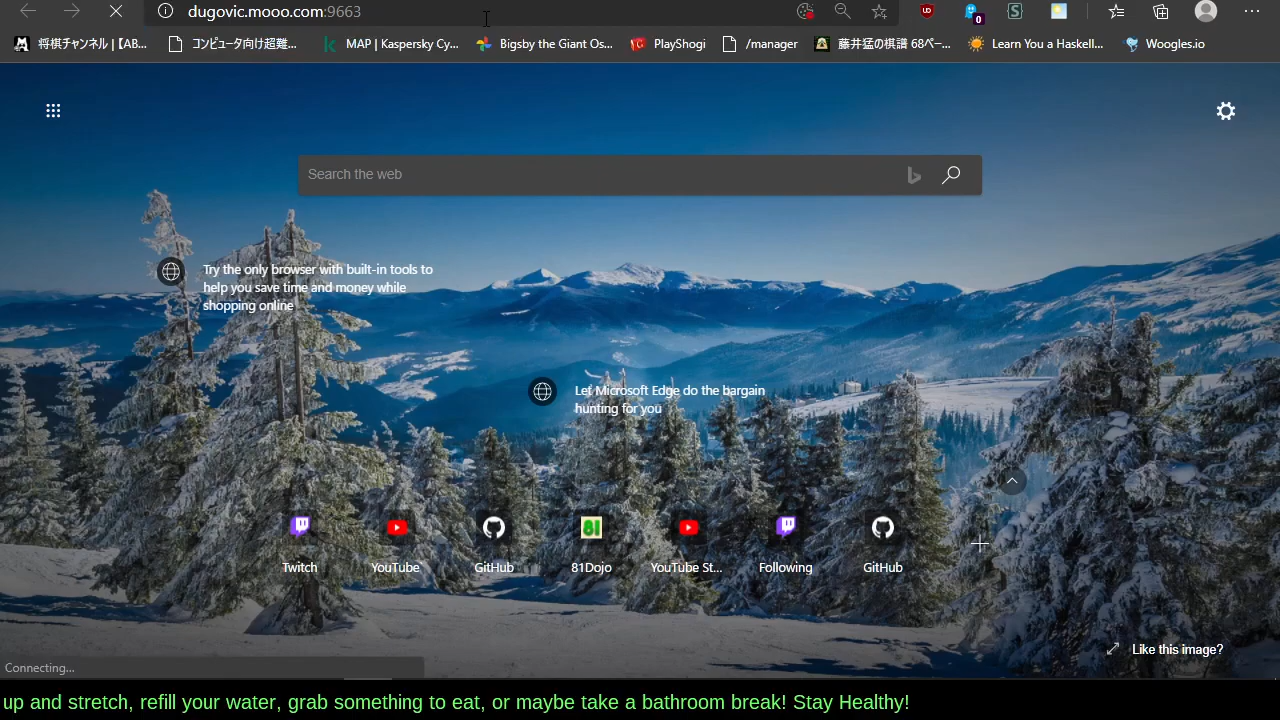 dugovic.mooo.com:9663
0
将棋チャンネル | 【AB...
コンピュータ向け超難...
MAP | Kaspersky Cy...
Bigsby the Giant Os...
PlayShogi
/manager
藤井猛の棋譜 68ペー...
Learn You a Haskell...
Woogles.io
Search the web
Try the only browser with built-in tools to
help you save time and money while
shopping online
Let Microsoft Edge do the bargain
hunting for you
81
Twitch
YouTube
GitHub
81Dojo
YouTube St...
Following
GitHub
Like this image?
Connecting...
up and stretch, refill your water, grab something to eat, or maybe take a bathroom break! Stay Healthy!